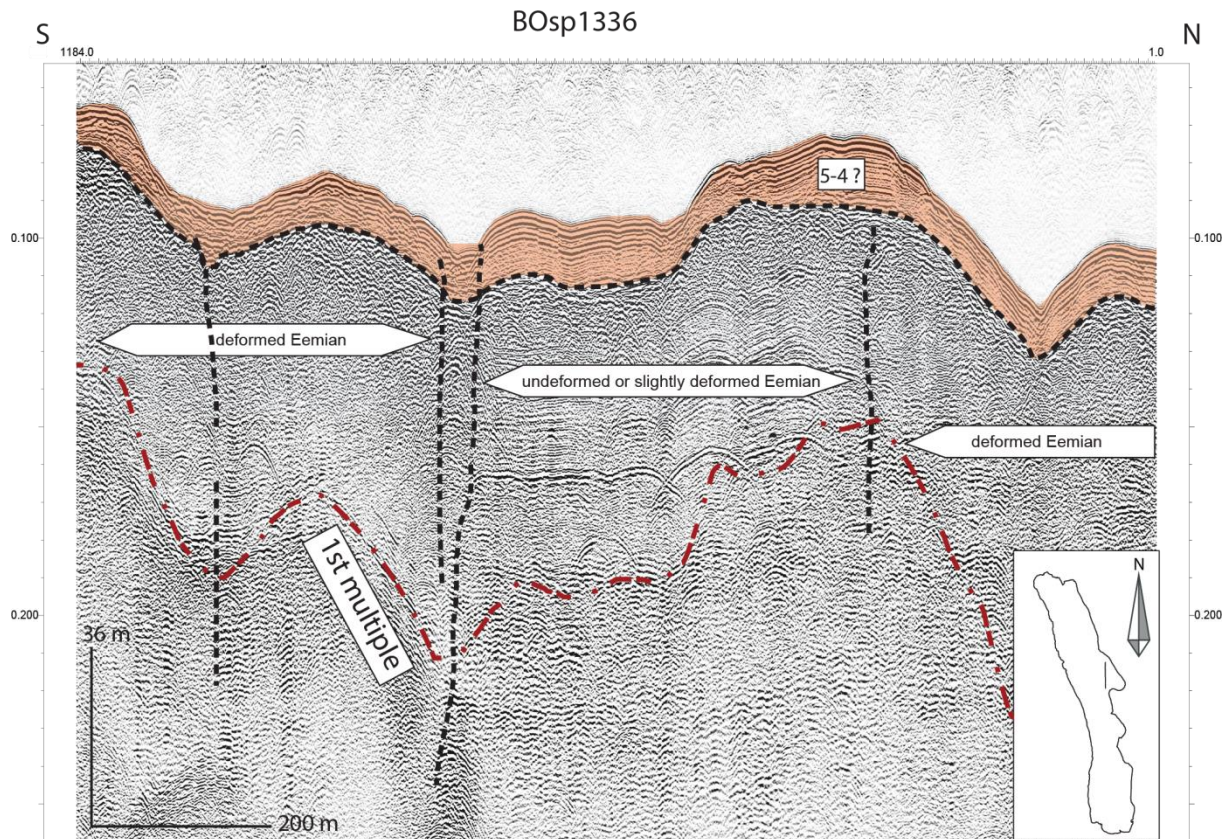 BOsp1336
S
N
1184.0
1.0
5-4 ?
0.100
0.100
deformed Eemian
undeformed or slightly deformed Eemian
deformed Eemian
1st multiple
N
0.200
0.200
36 m
200 m